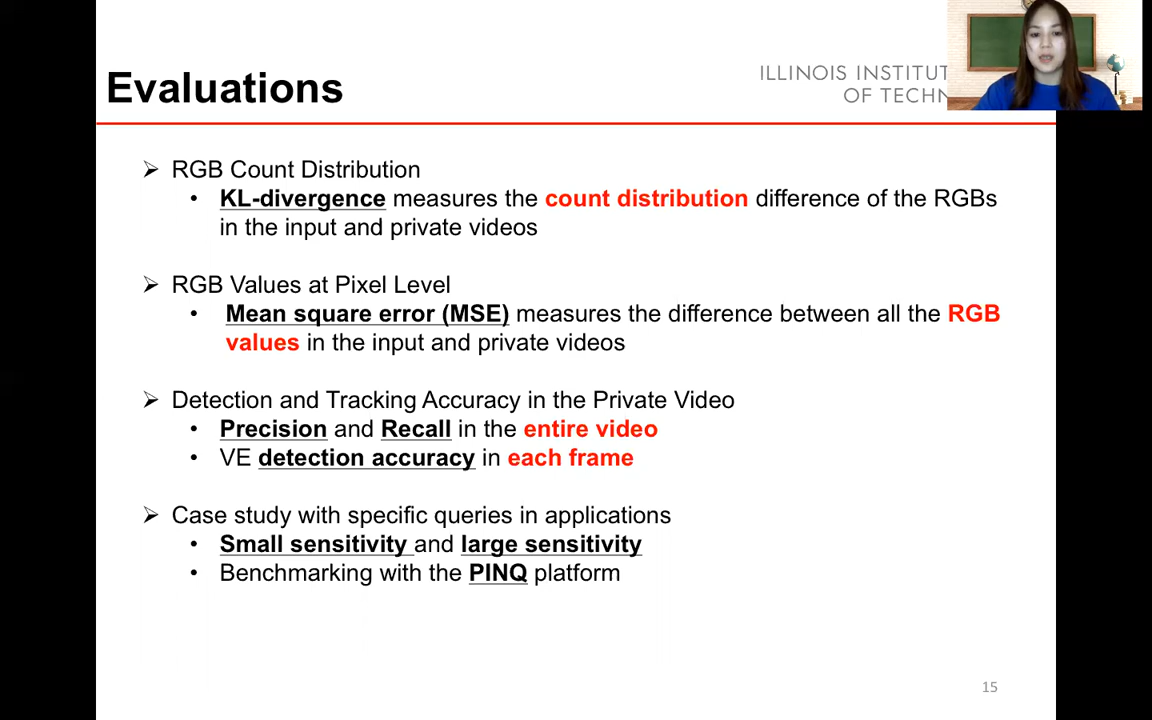 Evaluations
ILLINOIS
OF
➢ RGB Count Distribution
• KL-divergence measures the count distribution difference of the RGBs
in the input and private videos
➢ RGB Values at Pixel Level
• Mean square error (MSE) measures the difference between all the RGB
values in the input and private videos
➢ Detection and Tracking Accuracy in the Private Video
• Precision and Recall in the entire video
• VE detection accuracy in each frame
➢ Case study with specific queries in applications
• Small sensitivity and large sensitivity
• Benchmarking with the PINQ platform
15